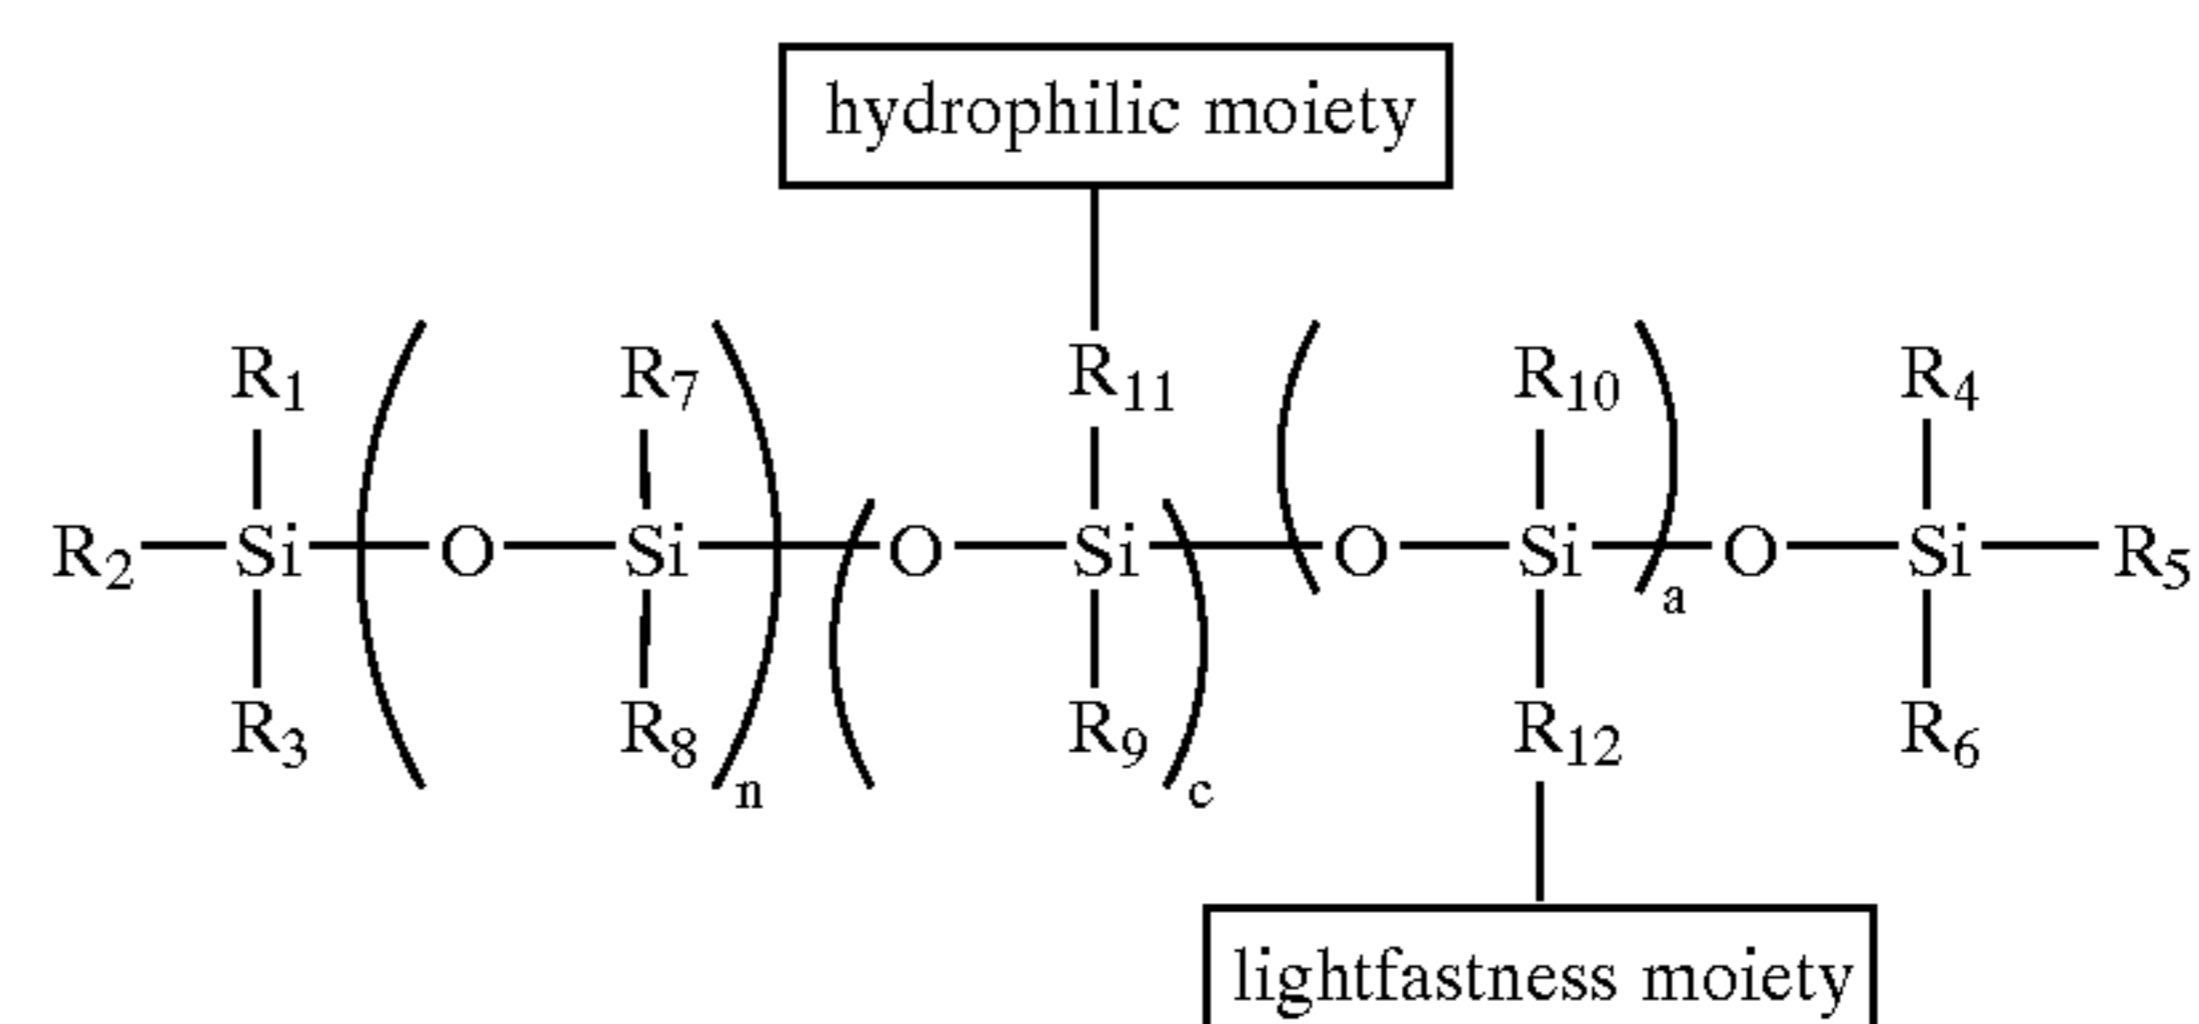 hydrophilic moiety
R1 R7 R11 R10 R4
R2 Si O Si O Si O Si a O Si R5
R3 R8 n R9 c R12 R6
lightfastness moiety